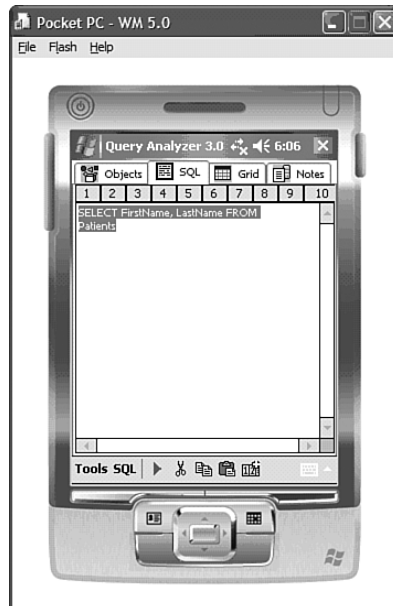 Pocket PC - WM 5.0
File Flash Help
Query Analyzer 3.0 6:06
Objects SQL Grid Notes
1 2 3 4 5 6 7 8 9 10
SELECT FirstName, LastName FROM
Patients
Tools SQL